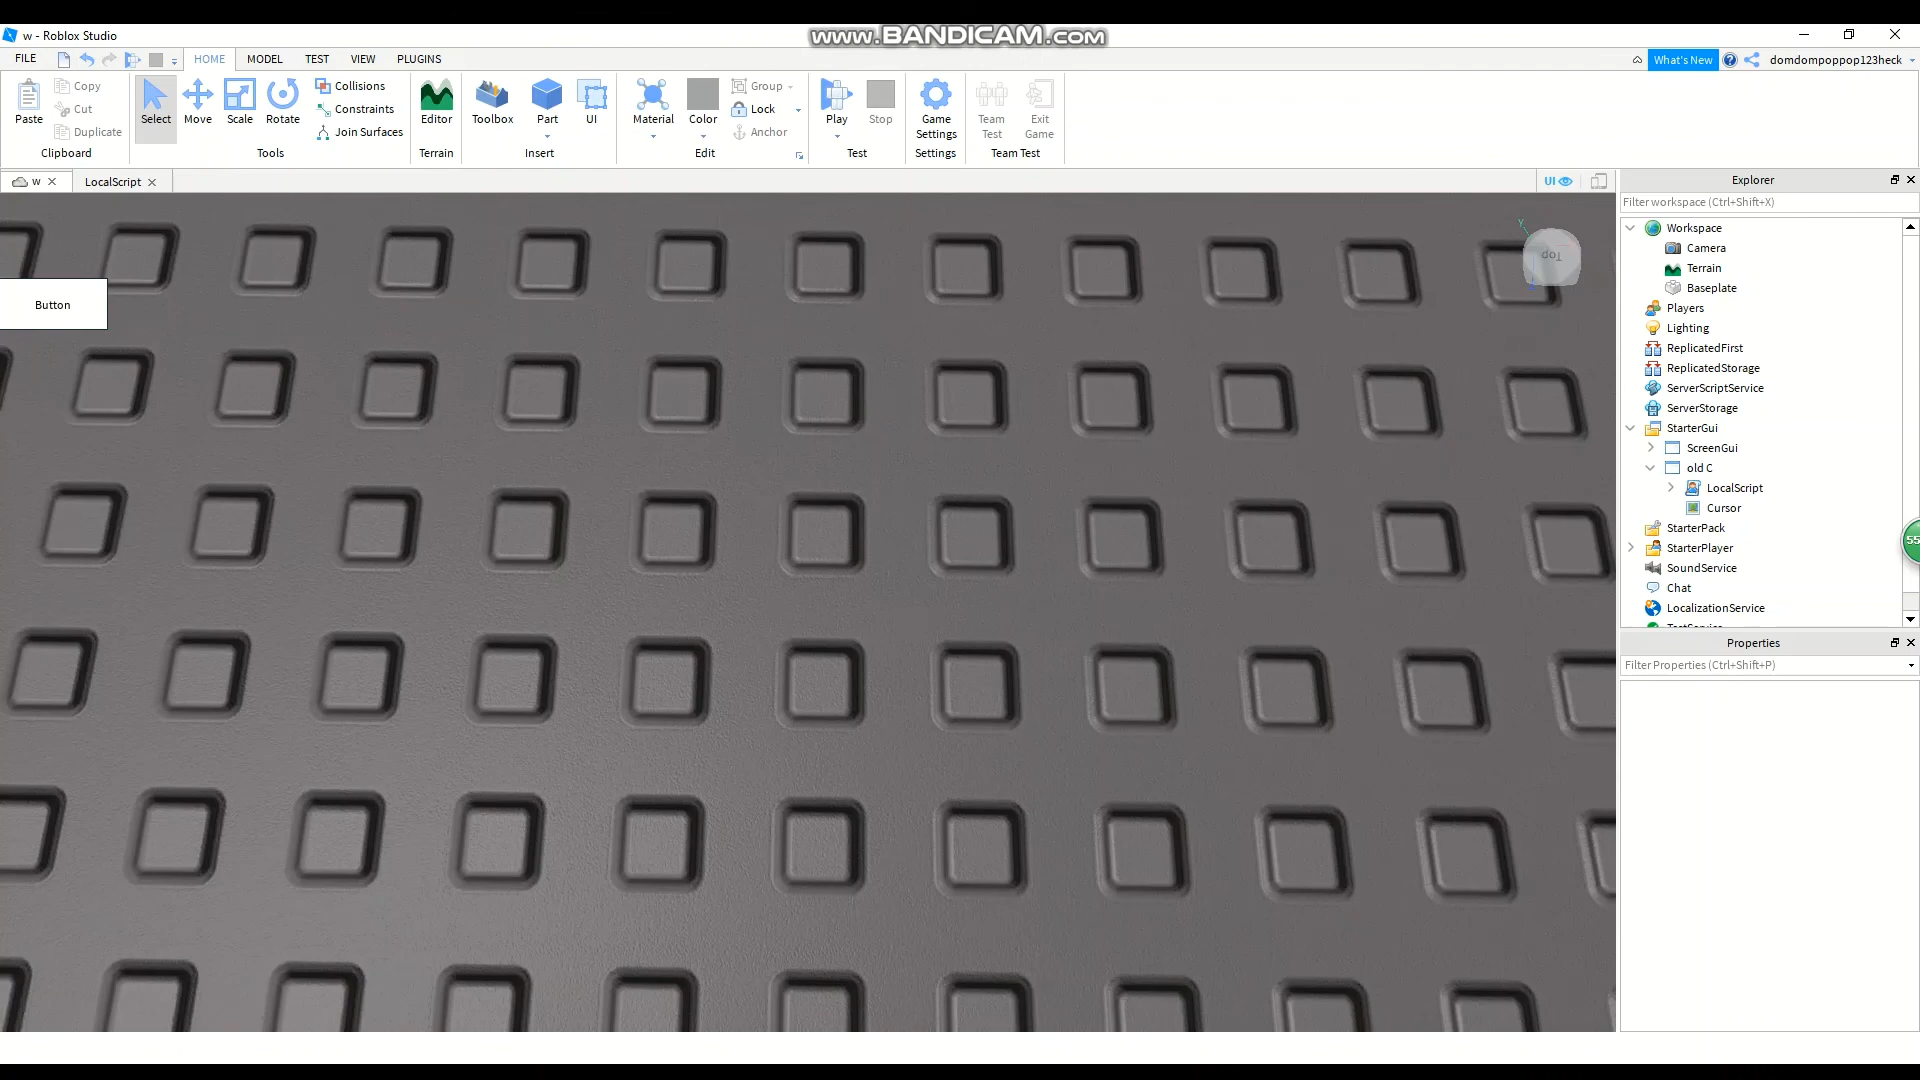 w - Roblox Studio
www.BANDICAM.com
FILE
HOME
MODEL
TEST
VIEW
PLUGINS
What's New
domdompoppop123heck
Paste
Copy
Cut
Duplicate
Clipboard
Select
Move
Scale
Rotate
Collisions
Constraints
Join Surfaces
Tools
Editor
Terrain
Toolbox
Part
UI
Insert
Material
Color
Group
Lock
Anchor
Edit
Play
Stop
Test
Game Settings
Settings
Team Test
Exit Game
Team Test
w
LocalScript
UI
Button
Y
Top
Explorer
Filter workspace (Ctrl+Shift+X)
Workspace
Camera
Terrain
Baseplate
Players
Lighting
ReplicatedFirst
ReplicatedStorage
ServerScriptService
ServerStorage
StarterGui
ScreenGui
old C
LocalScript
Cursor
StarterPack
StarterPlayer
SoundService
Chat
LocalizationService
TestService
55
Properties
Filter Properties (Ctrl+Shift+P)